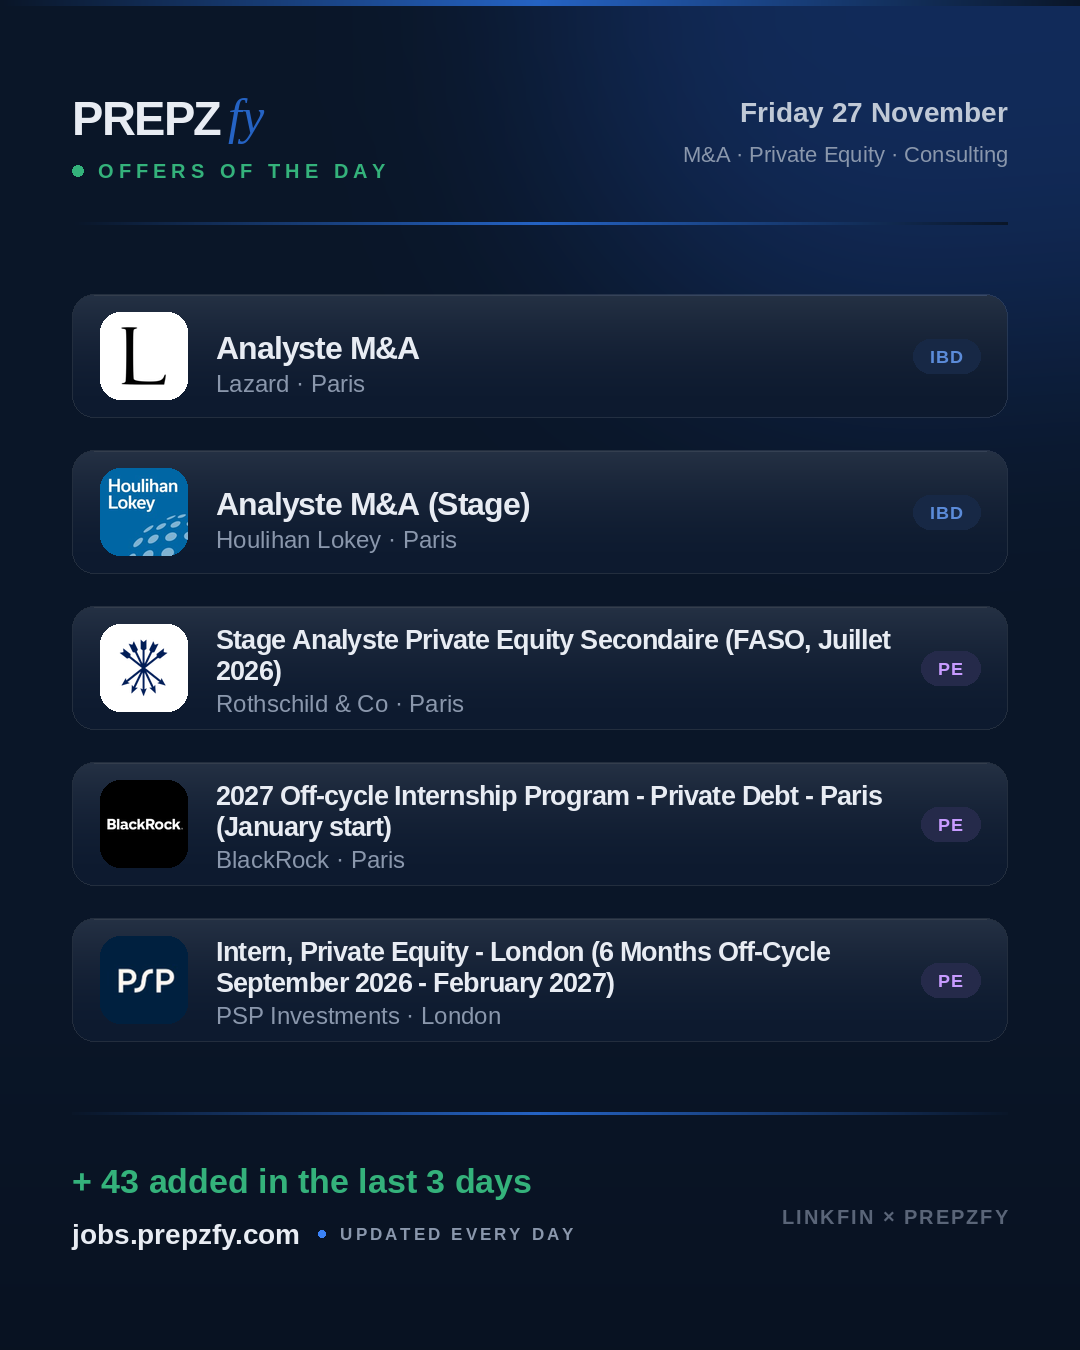 PREPZ fy
Friday 27 November
OFFERS OF THE DAY
M&A · Private Equity · Consulting
L
Analyste M&A
Lazard · Paris
IBD
Houlihan
Lokey
Analyste M&A (Stage)
Houlihan Lokey · Paris
IBD
Stage Analyste Private Equity Secondaire (FASO, Juillet
2026)
Rothschild & Co · Paris
PE
BlackRock.
2027 Off-cycle Internship Program - Private Debt - Paris
(January start)
BlackRock · Paris
PE
PSP
Intern, Private Equity - London (6 Months Off-Cycle
September 2026 - February 2027)
PSP Investments · London
PE
+ 43 added in the last 3 days
jobs.prepzfy.com • UPDATED EVERY DAY
LINKFIN × PREPZFY